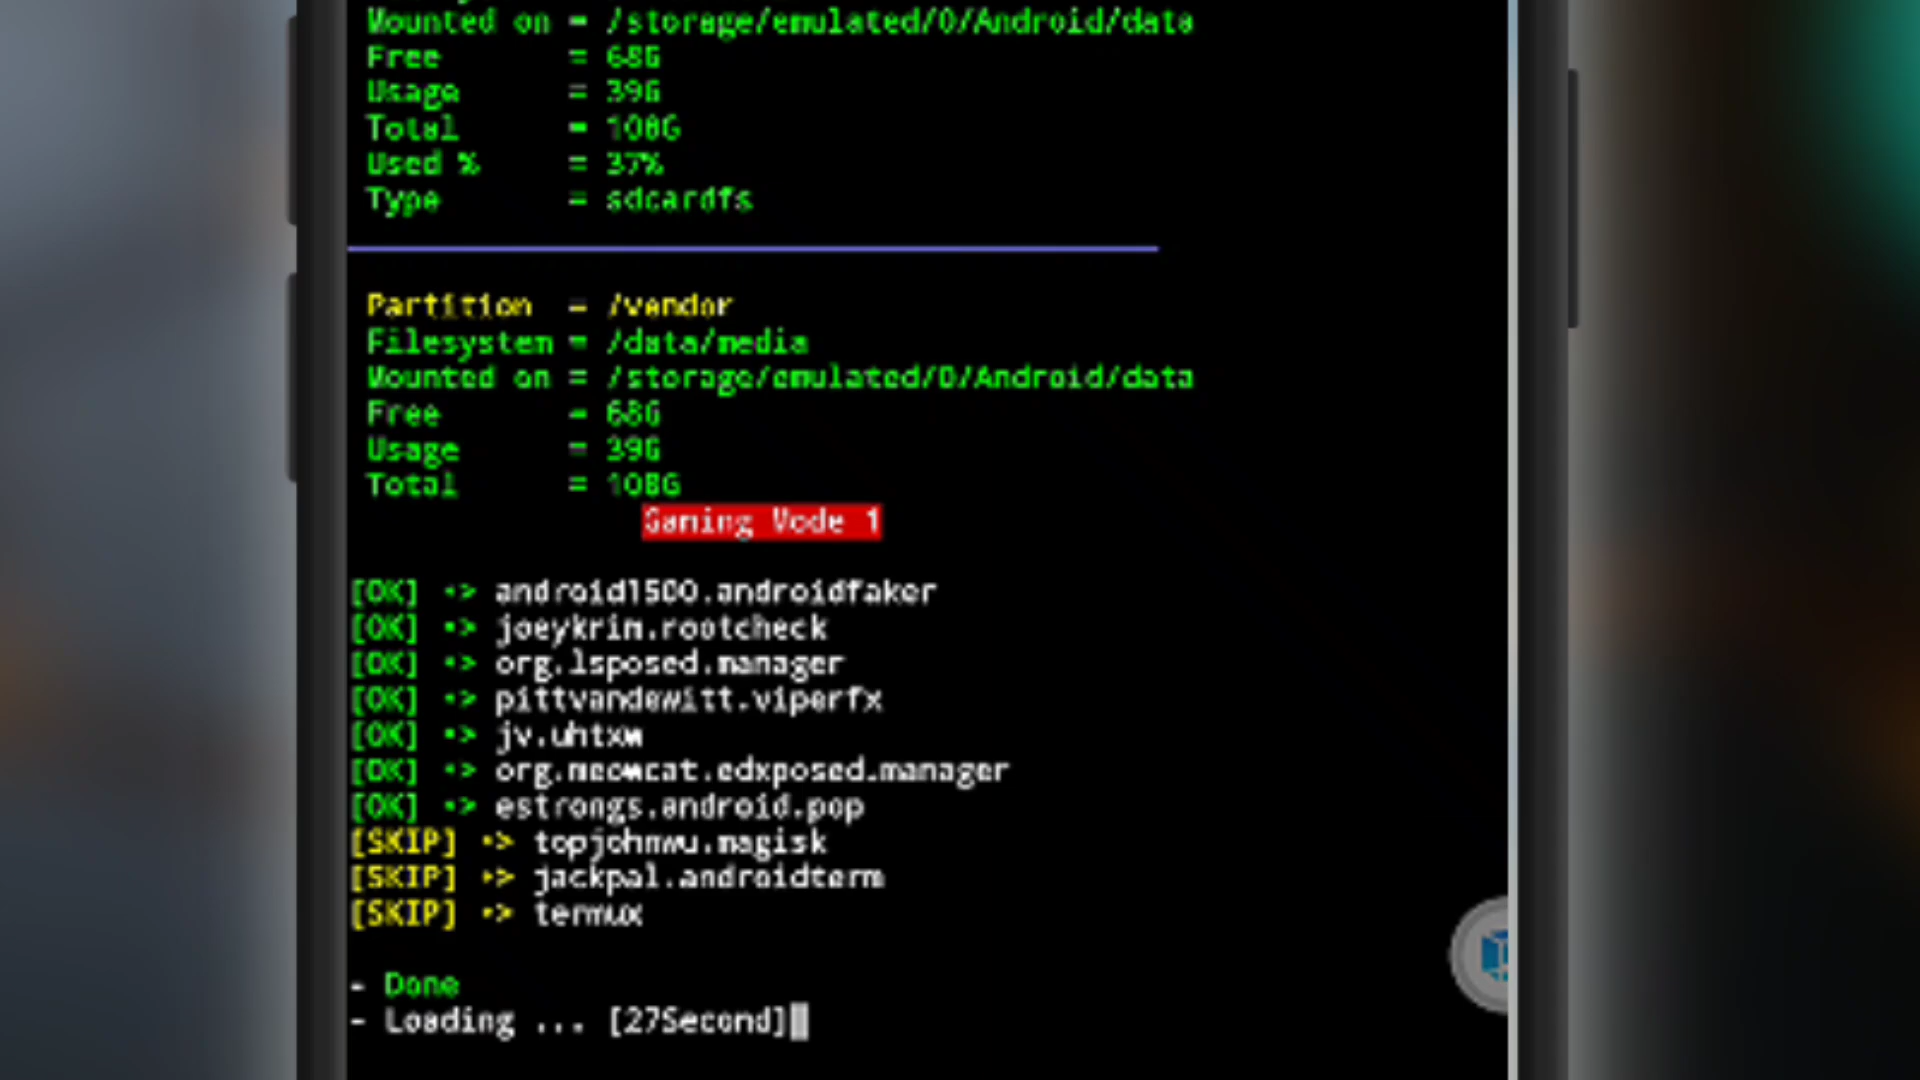 Mounted on = /storage/emulated/0/Android/data
Free = 68G
Usage = 39G
Total = 108G
Used % = 37%
Type = sdcardfs
Partition = /vendor
Filesystem = /data/media
Mounted on = /storage/emulated/0/Android/data
Free = 68G
Usage = 39G
Total = 108G
Gaming Mode 1
[OK] -> android1500.androidfaker
[OK] -> joeykrim.rootcheck
[OK] -> org.lsposed.manager
[OK] -> pittvandewitt.viperfx
[OK] -> jv.uhtxw
[OK] -> org.meowcat.edxposed.manager
[OK] -> estrongs.android.pop
[SKIP] -> topjohnwu.magisk
[SKIP] -> jackpal.androidterm
[SKIP] -> termux
- Done
- Loading ... [27Second]